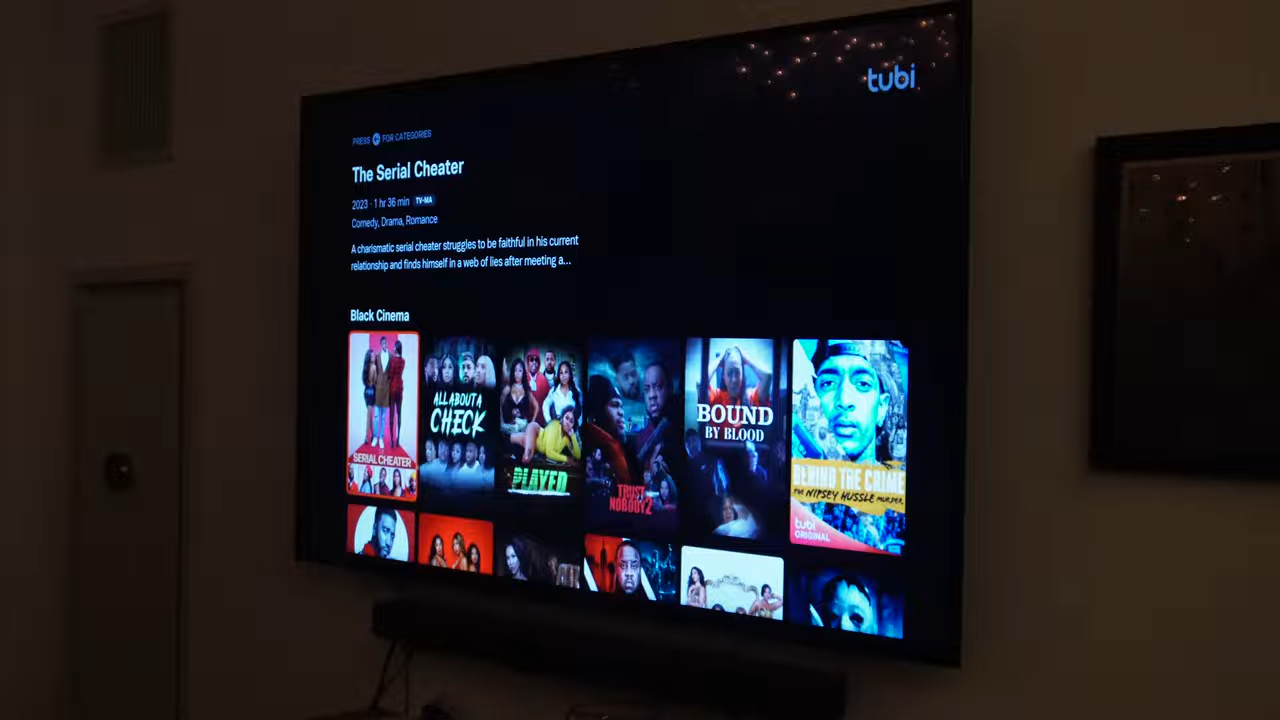 tubi
PRESS FOR CATEGORIES
The Serial Cheater
2023 · 1 hr 36 min TV-MA
Comedy, Drama, Romance
A charismatic serial cheater struggles to be faithful in his current
relationship and finds himself in a web of lies after meeting a...
Black Cinema
SERIAL CHEATER
ALL ABOUT A
CHECK
PLAYED
TRUST
NOBODY 2
BOUND
BY BLOOD
BEHIND THE CRIME
THE NIPSEY HUSSLE MURDER
tubi
ORIGINAL